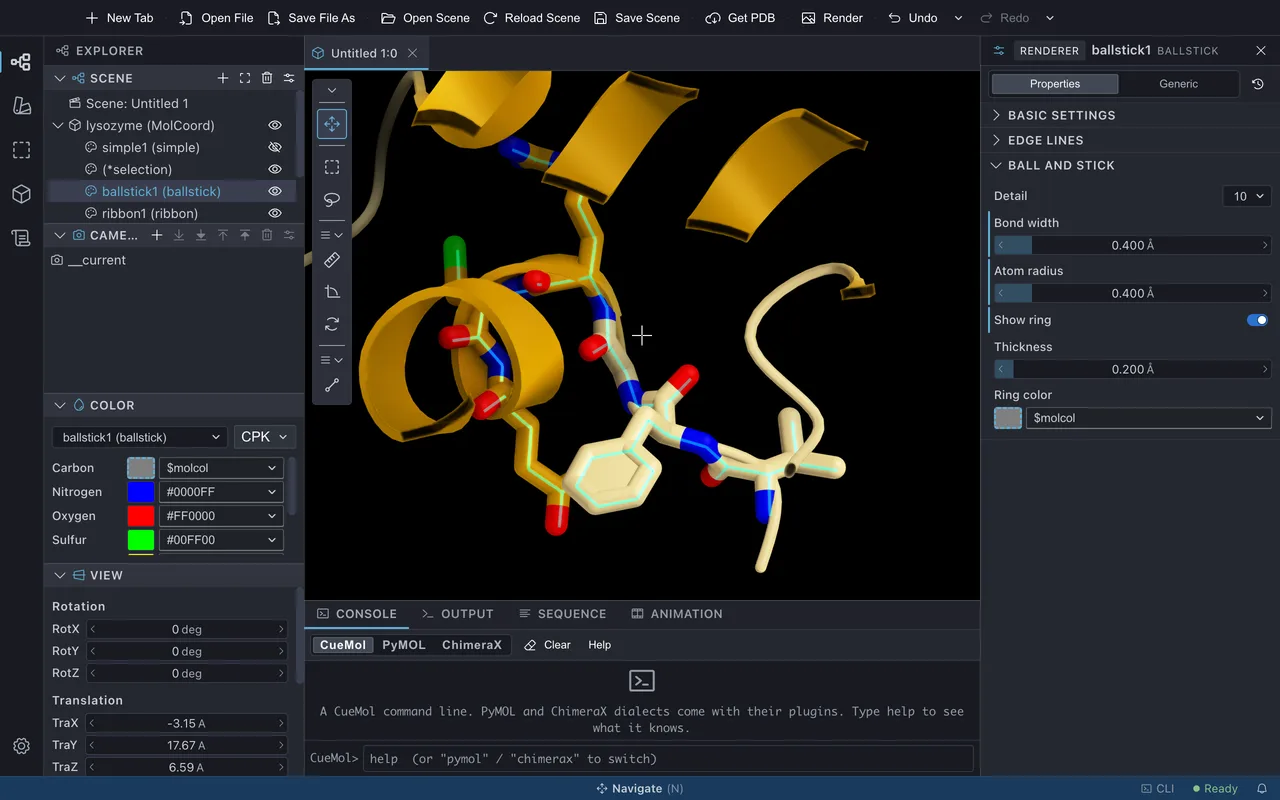 New Tab
Open File
Save File As
Open Scene
Reload Scene
Save Scene
Get PDB
Render
Undo
Redo
EXPLORER
SCENE
Scene: Untitled 1
lysozyme (MolCoord)
simple1 (simple)
(*selection)
ballstick1 (ballstick)
ribbon1 (ribbon)
CAME...
__current
COLOR
ballstick1 (ballstick)
CPK
Carbon
$molcol
Nitrogen
#0000FF
Oxygen
#FF0000
Sulfur
#00FF00
VIEW
Rotation
RotX
0 deg
RotY
0 deg
RotZ
0 deg
Translation
TraX
-3.15 A
TraY
17.67 A
TraZ
6.59 A
Untitled 1:0
CONSOLE
OUTPUT
SEQUENCE
ANIMATION
CueMol
PyMOL
ChimeraX
Clear
Help
A CueMol command line. PyMOL and ChimeraX dialects come with their plugins. Type help to see
what it knows.
CueMol>
help (or "pymol" / "chimerax" to switch)
RENDERER
ballstick1
BALLSTICK
Properties
Generic
BASIC SETTINGS
EDGE LINES
BALL AND STICK
Detail
10
Bond width
0.400 Å
Atom radius
0.400 Å
Show ring
Thickness
0.200 Å
Ring color
$molcol
Navigate (N)
CLI
Ready